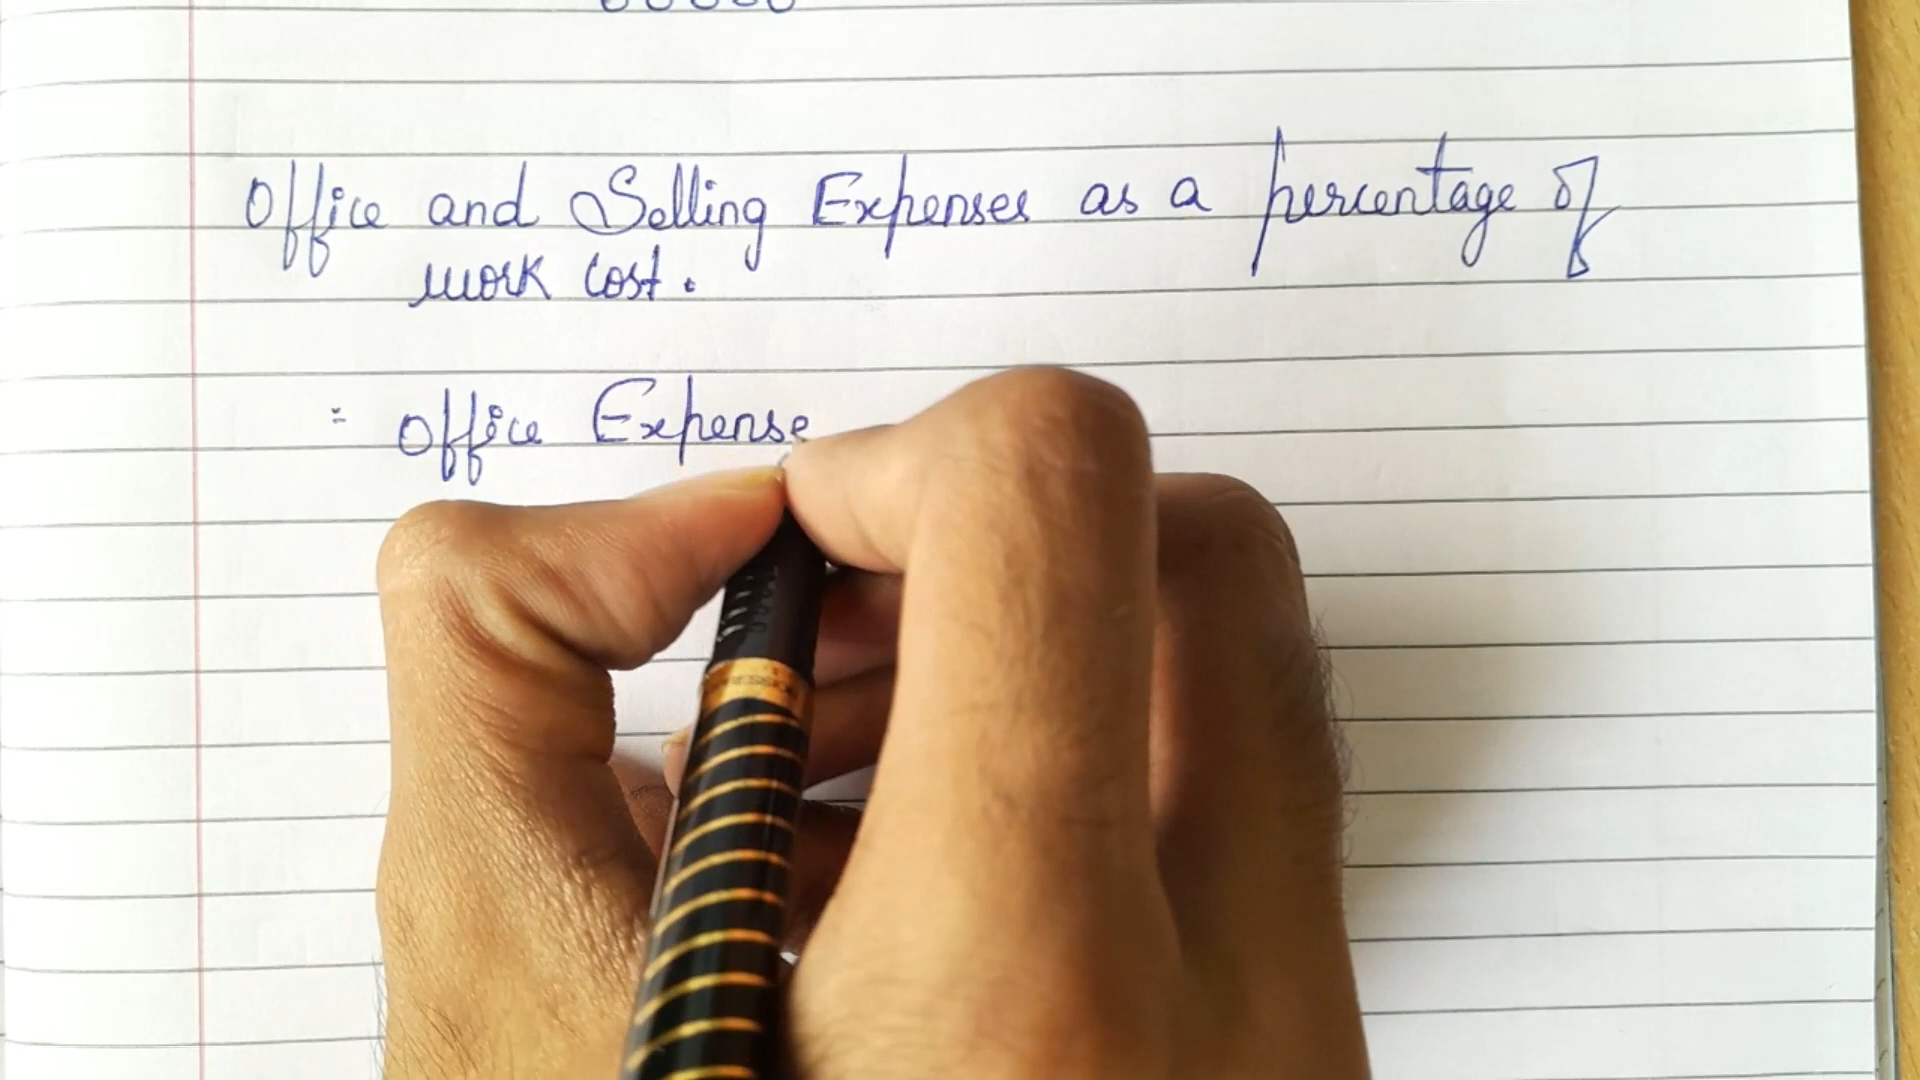 Office and Selling Expenses as a percentage of
work cost.
= Office Expense